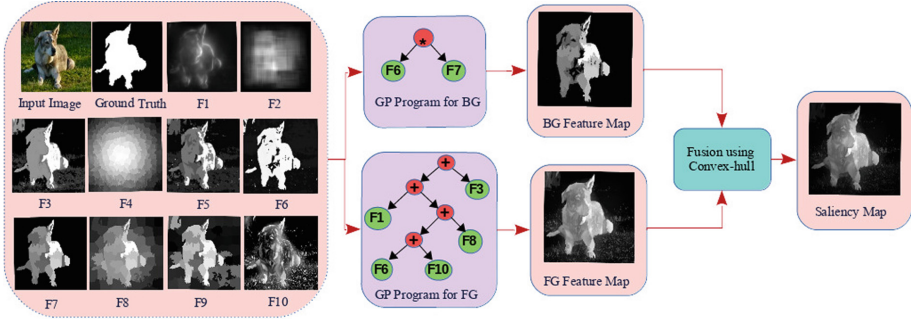 Input Image
Ground Truth
F1
F2
F3
F4
F5
F6
F7
F8
F9
F10
*
F6
F7
GP Program for BG
+
+
F3
F1
+
+
F8
F6
F10
GP Program for FG
BG Feature Map
FG Feature Map
Fusion using
Convex-hull
Saliency Map